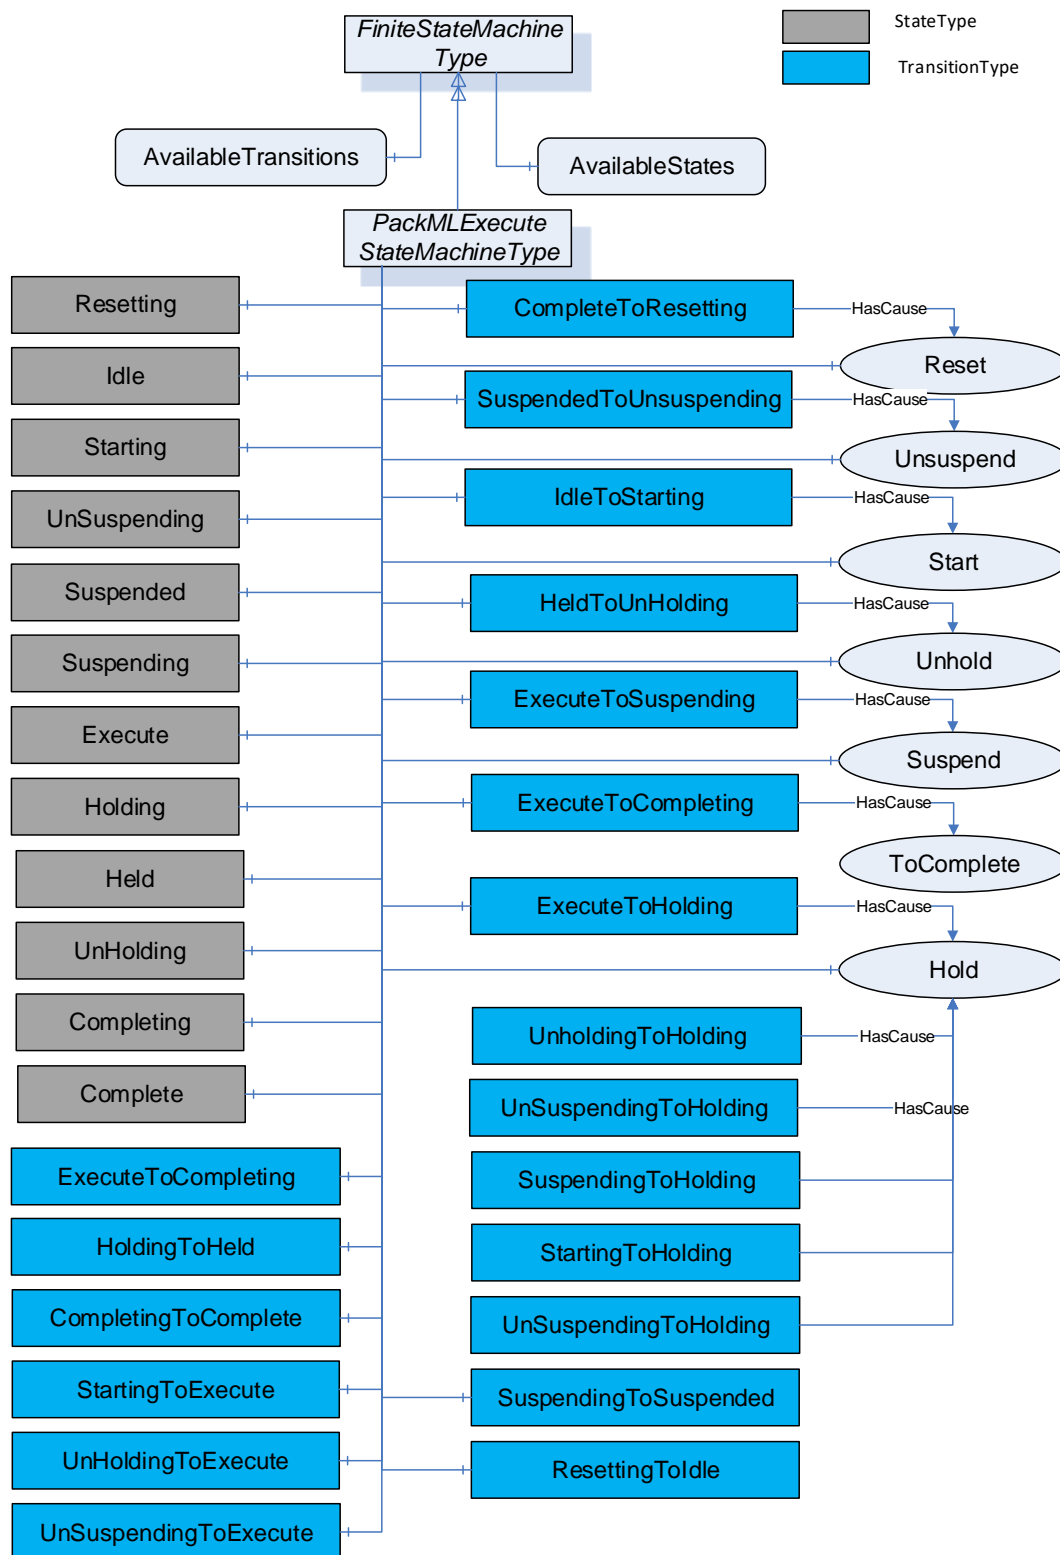 FiniteStateMachine
Type
StateType
TransitionType
AvailableTransitions
AvailableStates
PackMLExecute
StateMachineType
Resetting
CompleteToResetting
HasCause
Reset
Idle
SuspendedToUnsuspending
HasCause
Starting
Unsuspend
UnSuspending
IdleToStarting
HasCause
Start
Suspended
HeldToUnHolding
HasCause
Suspending
Unhold
Execute
ExecuteToSuspending
HasCause
Suspend
Holding
ExecuteToCompleting
HasCause
Held
ToComplete
UnHolding
ExecuteToHolding
HasCause
Hold
Completing
UnholdingToHolding
HasCause
Complete
UnSuspendingToHolding
HasCause
ExecuteToCompleting
SuspendingToHolding
HoldingToHeld
StartingToHolding
CompletingToComplete
UnSuspendingToHolding
StartingToExecute
SuspendingToSuspended
UnHoldingToExecute
ResettingToIdle
UnSuspendingToExecute